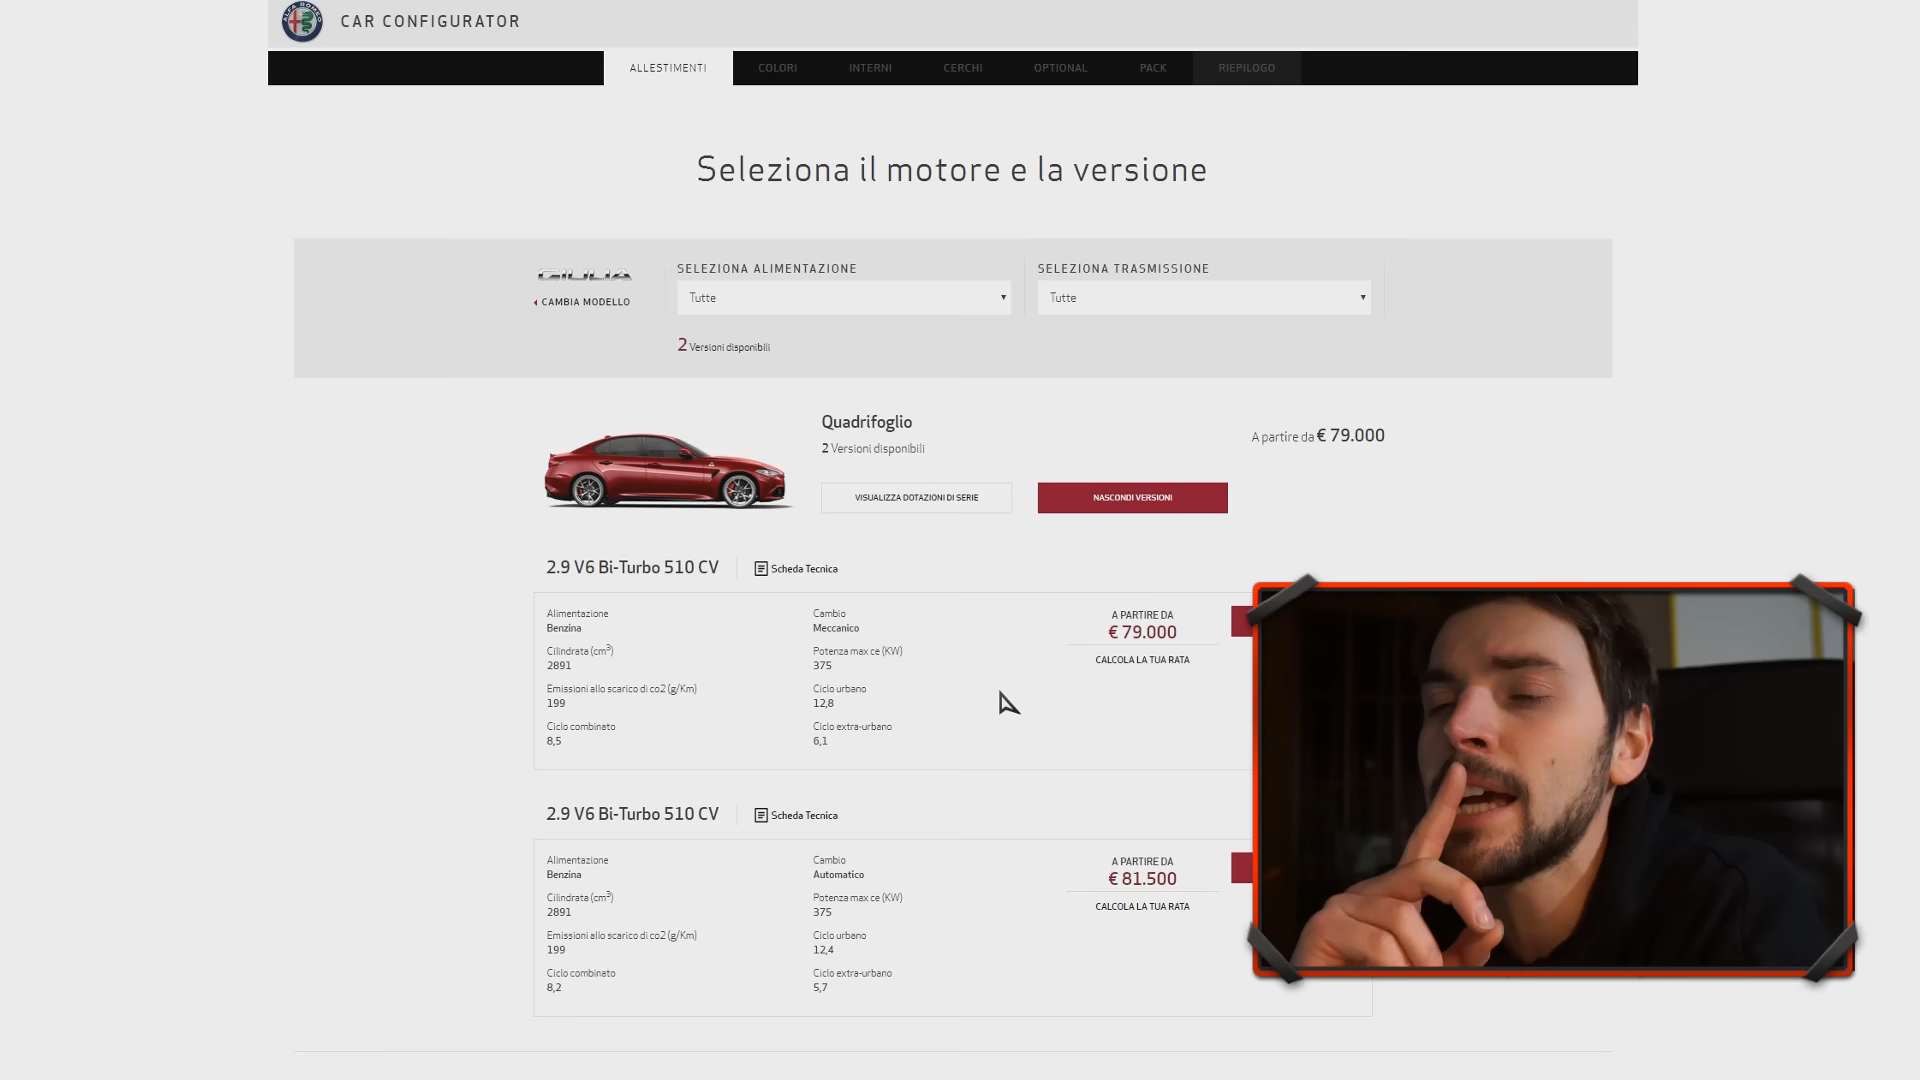 ALFA ROMEO
CAR CONFIGURATOR
ALLESTIMENTI
COLORI
INTERNI
CERCHI
OPTIONAL
PACK
RIEPILOGO
Seleziona il motore e la versione
GIULIA
CAMBIA MODELLO
SELEZIONA ALIMENTAZIONE
Tutte
SELEZIONA TRASMISSIONE
Tutte
2 Versioni disponibili
Quadrifoglio
2 Versioni disponibili
A partire da € 79.000
VISUALIZZA DOTAZIONI DI SERIE
NASCONDI VERSIONI
2.9 V6 Bi-Turbo 510 CV
Scheda Tecnica
Alimentazione
Benzina
Cilindrata (cm³)
2891
Emissioni allo scarico di co2 (g/Km)
199
Ciclo combinato
8,5
Cambio
Meccanico
Potenza max ce (KW)
375
Ciclo urbano
12,8
Ciclo extra-urbano
6,1
A PARTIRE DA
€ 79.000
CALCOLA LA TUA RATA
2.9 V6 Bi-Turbo 510 CV
Scheda Tecnica
Alimentazione
Benzina
Cilindrata (cm³)
2891
Emissioni allo scarico di co2 (g/Km)
199
Ciclo combinato
8,2
Cambio
Automatico
Potenza max ce (KW)
375
Ciclo urbano
12,4
Ciclo extra-urbano
5,7
A PARTIRE DA
€ 81.500
CALCOLA LA TUA RATA